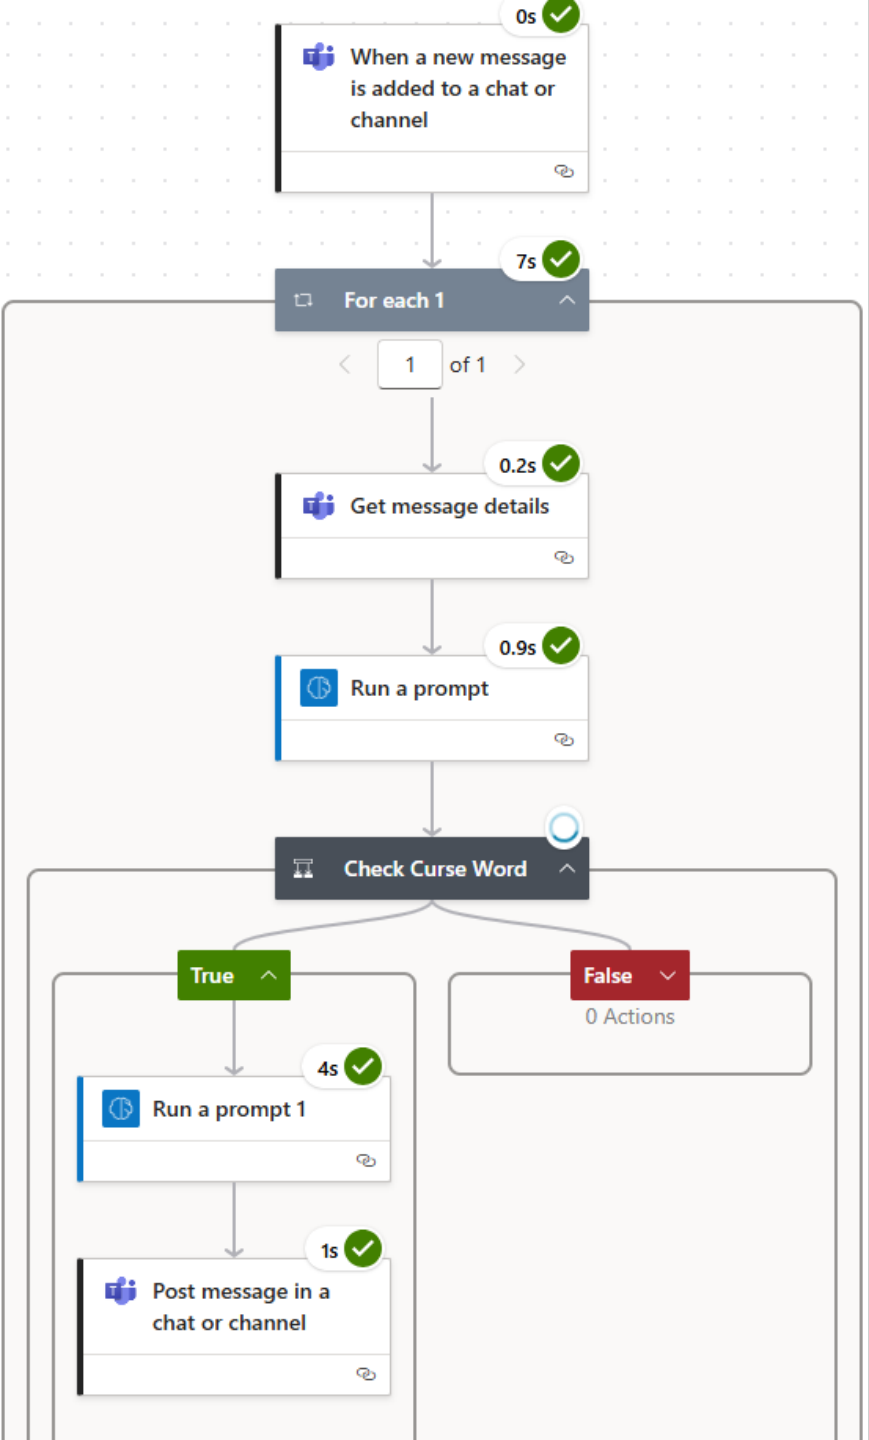 0s
When a new message
is added to a chat or
channel
7s
For each 1
1 of 1
0.2s
Get message details
0.9s
Run a prompt
Check Curse Word
True
False
0 Actions
4s
Run a prompt 1
1s
Post message in a
chat or channel